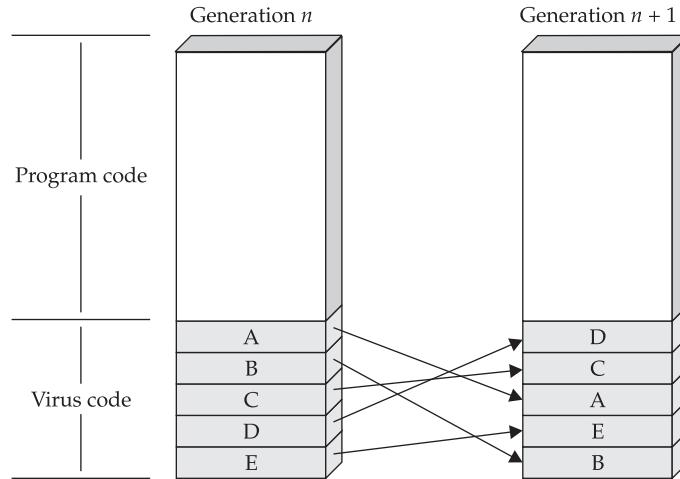 Generation n
Generation n + 1
Program code
Virus code
A
B
C
D
E
D
C
A
E
B